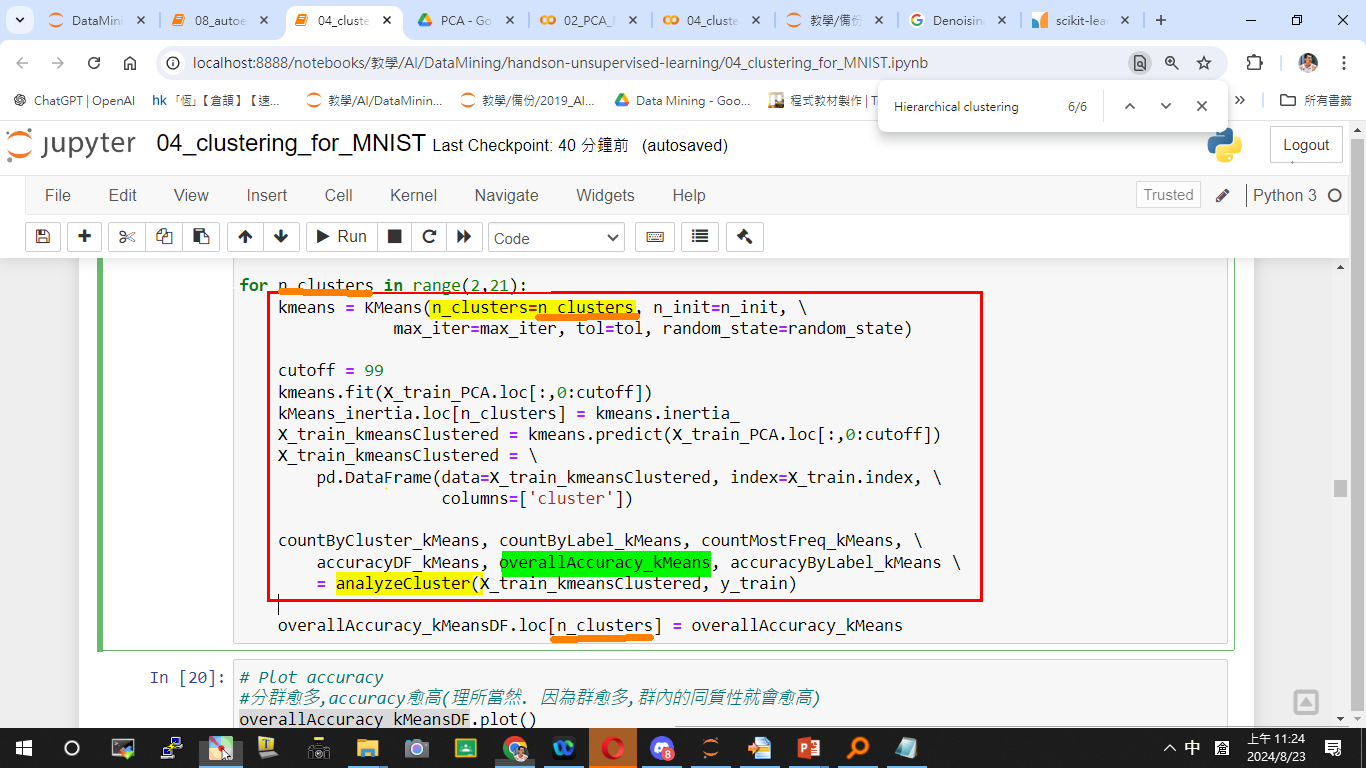 DataMini
08_autoe
04_cluste
PCA - Go
02_PCA_
04_cluste
教學/備份
Denoisin
scikit-lea
localhost:8888/notebooks/教學/AI/DataMining/handson-unsupervised-learning/04_clustering_for_MNIST.ipynb
ChatGPT | OpenAI
hk 「恆」【倉頡】【速...
教學/AI/DataMinin...
教學/備份/2019_AI...
Data Mining - Goo...
程式教材製作 | T
»
所有書籤
Hierarchical clustering 6/6
jupyter 04_clustering_for_MNIST Last Checkpoint: 40 分鐘前 (autosaved)
Logout
File Edit View Insert Cell Kernel Navigate Widgets Help
Trusted
Python 3
Run
Code
for n_clusters in range(2,21):
kmeans = KMeans(n_clusters=n_clusters, n_init=n_init, \
max_iter=max_iter, tol=tol, random_state=random_state)
cutoff = 99
kmeans.fit(X_train_PCA.loc[:,0:cutoff])
kMeans_inertia.loc[n_clusters] = kmeans.inertia_
X_train_kmeansClustered = kmeans.predict(X_train_PCA.loc[:,0:cutoff])
X_train_kmeansClustered = \
pd.DataFrame(data=X_train_kmeansClustered, index=X_train.index, \
columns=['cluster'])
countByCluster_kMeans, countByLabel_kMeans, countMostFreq_kMeans, \
accuracyDF_kMeans, overallAccuracy_kMeans, accuracyByLabel_kMeans \
= analyzeCluster(X_train_kmeansClustered, y_train)
overallAccuracy_kMeansDF.loc[n_clusters] = overallAccuracy_kMeans
In [20]: # Plot accuracy
#分群愈多,accuracy愈高(理所當然. 因為群愈多,群內的同質性就會愈高)
overallAccuracy_kMeansDF.plot()
中
倉
上午 11:24
2024/8/23